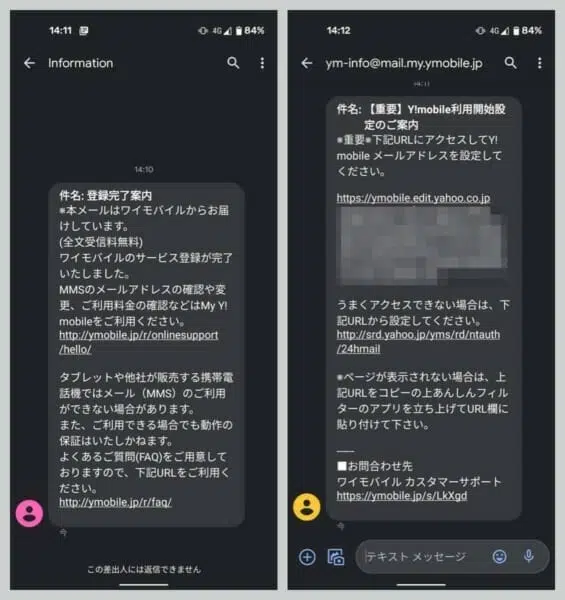 14:11
4G
84%
Information
14:10
件名: 登録完了案内
※本メールはワイモバイルからお届
けしています。
(全文受信料無料)
ワイモバイルのサービス登録が完了
いたしました。
MMSのメールアドレスの確認や変
更、ご利用料金の確認などはMy Y!
mobileをご利用ください。
http://ymobile.jp/r/onlinesupport
/hello/
タブレットや他社が販売する携帯電
話機ではメール（MMS）のご利用
ができない場合があります。
また、ご利用できる場合でも動作の
保証はいたしかねます。
よくあるご質問(FAQ)をご用意して
おりますので、下記URLをご利用く
ださい。
http://ymobile.jp/r/faq/
今
この差出人には返信できません
14:12
4G
84%
ym-info@mail.my.ymobile.jp
14:11
件名: 【重要】Y!mobile利用開始設
定のご案内
※重要※下記URLにアクセスしてY!
mobile メールアドレスを設定して
ください。
https://ymobile.edit.yahoo.co.jp
うまくアクセスできない場合は、下
記URLから設定してください。
http://srd.yahoo.jp/yms/rd/ntauth
/24hmail
※ページが表示されない場合は、上
記URLをコピーの上あんしんフィル
ターのアプリを立ち上げてURL欄に
貼り付けて下さい。
-----
■お問合わせ先
ワイモバイル カスタマーサポート
https://ymobile.jp/s/LkXgd
今
テキスト メッセージ